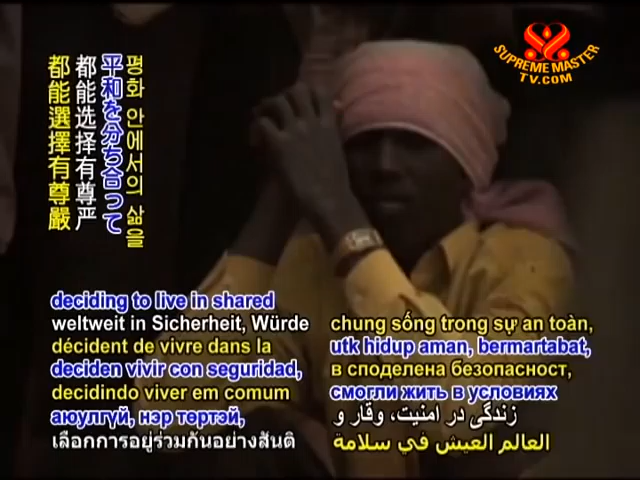 SUPREME MASTER
TV.COM
평화 안에서의 삶을
平和を分ち合って
都能选择有尊严
都能選擇有尊嚴
deciding to live in shared
weltweit in Sicherheit, Würde
décident de vivre dans la
deciden vivir con seguridad,
decidindo viver em comum
аюулгүй, нэр төртэй,
เลือกการอยู่ร่วมกันอย่างสันติ
chung sống trong sự an toàn,
utk hidup aman, bermartabat,
в споделена безопасност,
смогли жить в условиях
زندگی در امنیت، وقار و
العالم العيش في سلامة